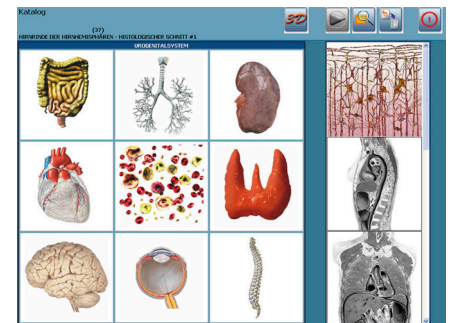 Katalog
(37)
HIRNRINDE DER HIRNHEMISPHÄREN - HISTOLOGISCHER SCHNITT #1
UROGENITALSYSTEM
3D